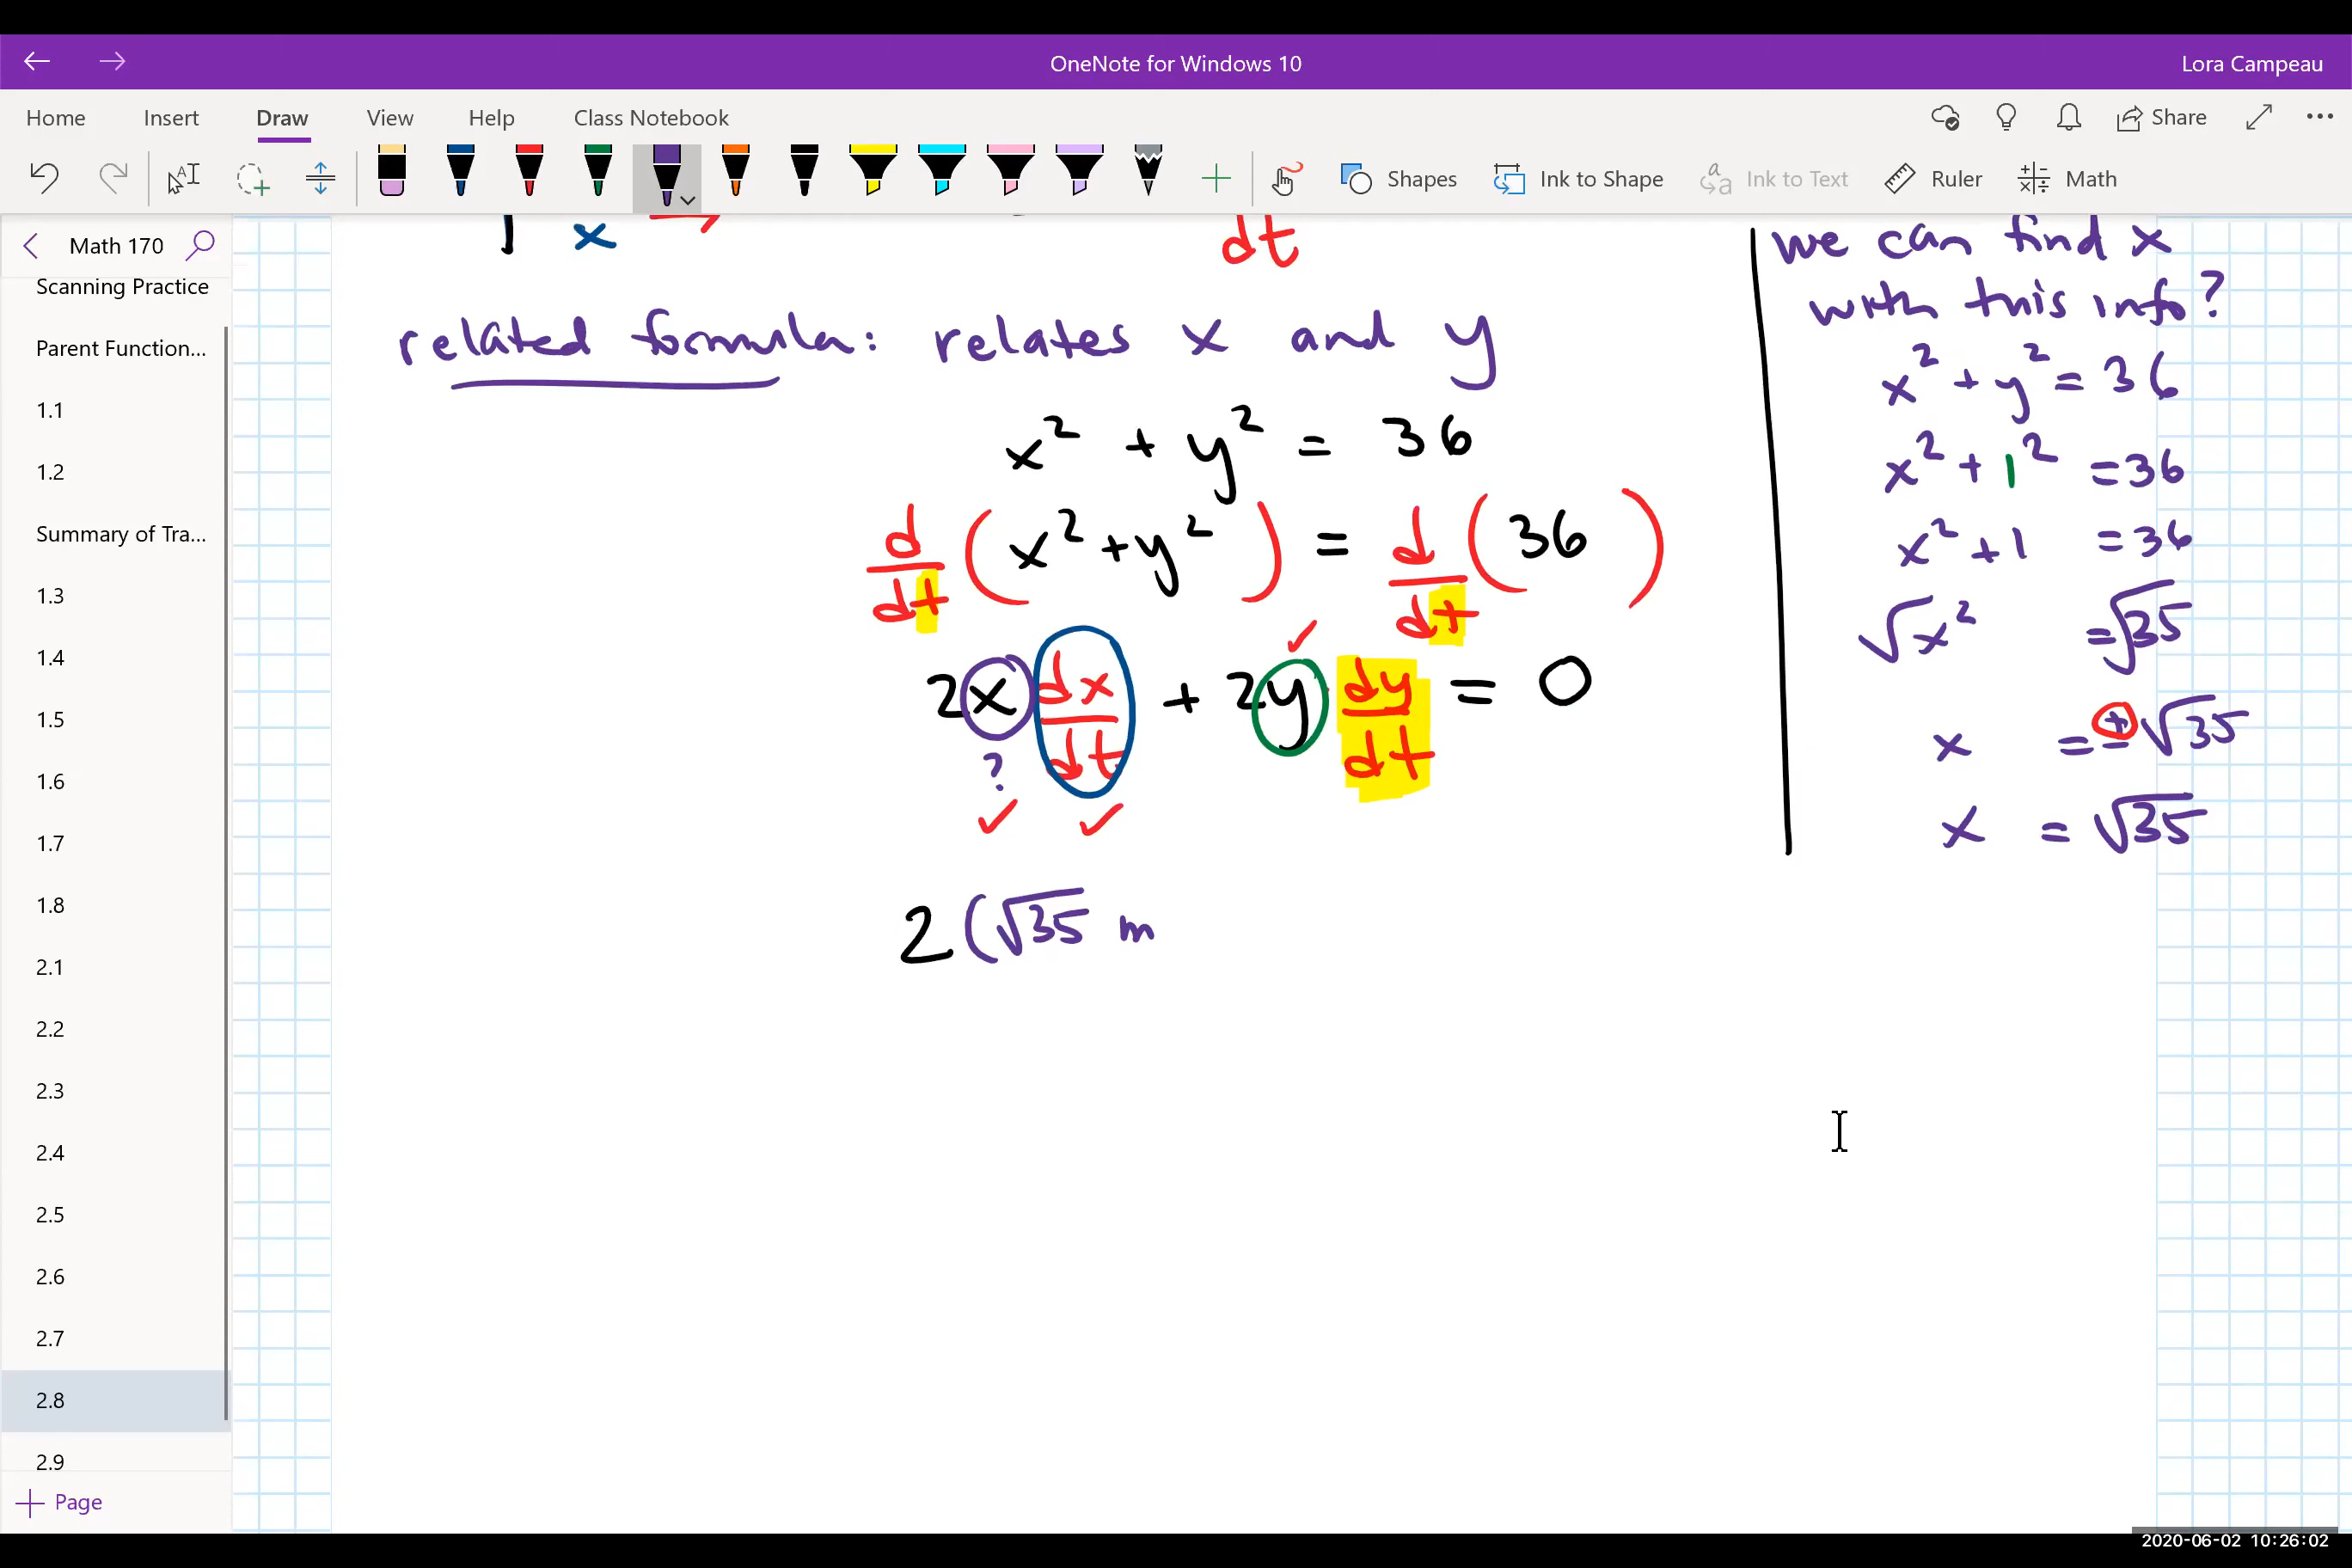 OneNote for Windows 10
Lora Campeau
Home Insert Draw View Help Class Notebook
Share
Shapes Ink to Shape Ink to Text Ruler Math
Math 170
Scanning Practice
Parent Function...
1.1
1.2
Summary of Tra...
1.3
1.4
1.5
1.6
1.7
1.8
2.1
2.2
2.3
2.4
2.5
2.6
2.7
2.8
2.9
Page
x
dt
related formula: relates x and y
x² + y² = 36
d/dt (x² + y²) = d/dt (36)
2x dx/dt + 2y dy/dt = 0
?
2 (√35 m
we can find x
with this info?
x² + y² = 36
x² + 1² = 36
x² + 1 = 36
√x² = √35
x = ±√35
x = √35
2020-06-02 10:26:02